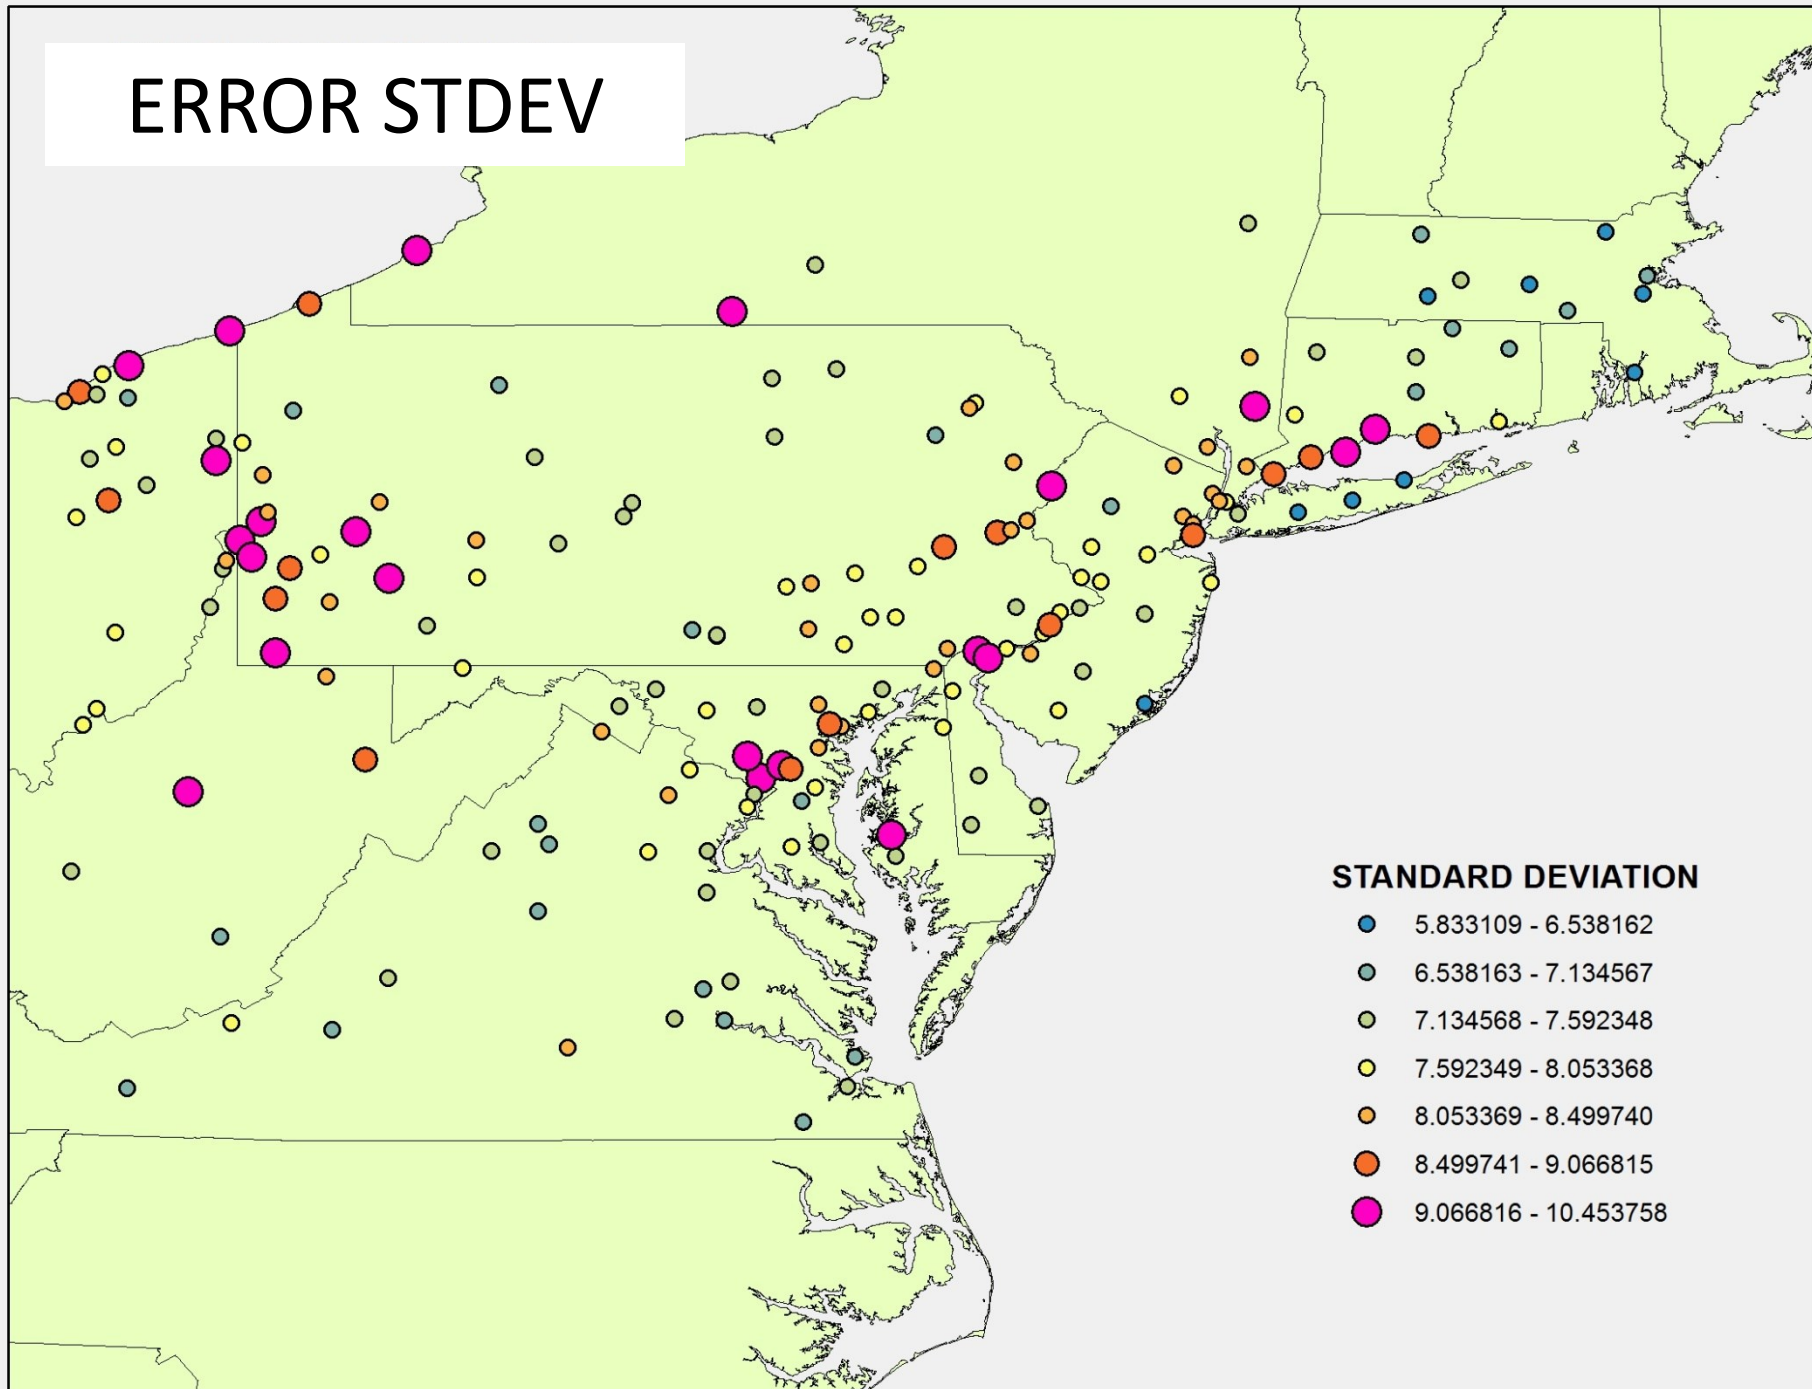 ERROR STDEV
STANDARD DEVIATION
5.833109 - 6.538162
6.538163 - 7.134567
7.134568 - 7.592348
7.592349 - 8.053368
8.053369 - 8.499740
8.499741 - 9.066815
9.066816 - 10.453758